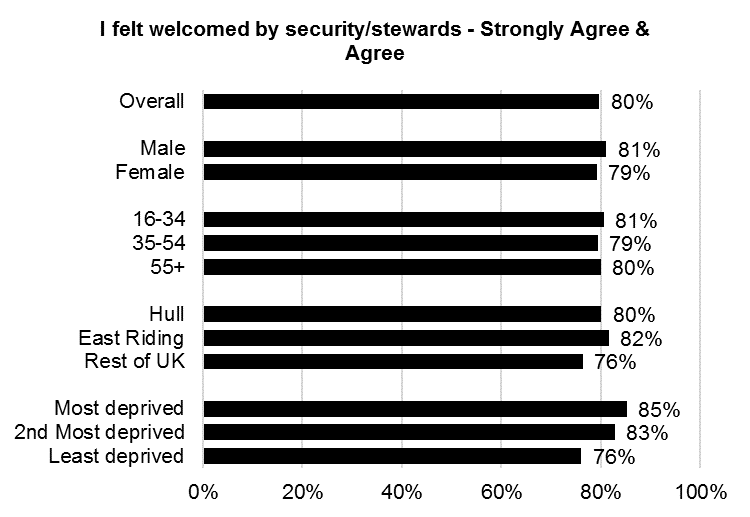 I felt welcomed by security/stewards - Strongly Agree &
Agree
Overall 80%
Male 81%
Female 79%
16-34 81%
35-54 79%
55+ 80%
Hull 80%
East Riding 82%
Rest of UK 76%
Most deprived 85%
2nd Most deprived 83%
Least deprived 76%
0% 20% 40% 60% 80% 100%